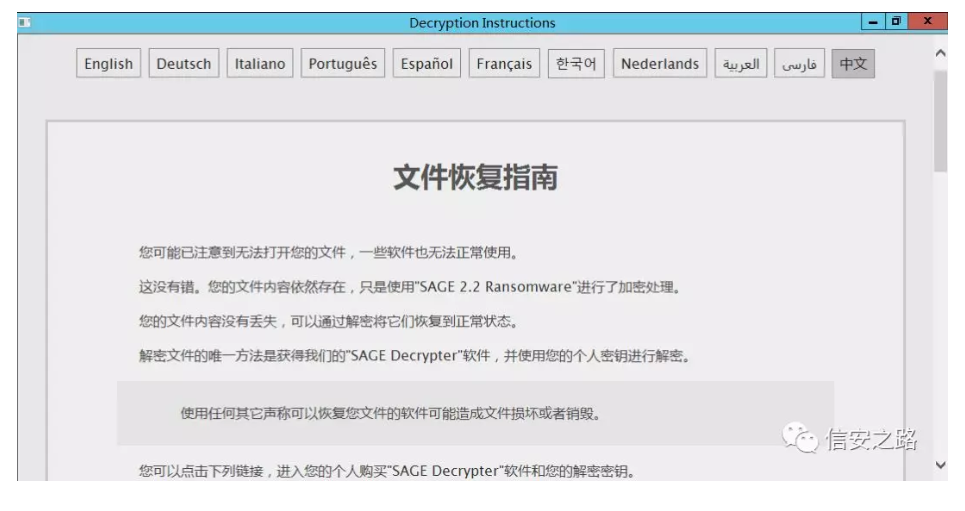 Decryption Instructions
English Deutsch Italiano Português Español Français 한국어 Nederlands العربية فارسی 中文
文件恢复指南
您可能已注意到无法打开您的文件，一些软件也无法正常使用。
这没有错。您的文件内容依然存在，只是使用"SAGE 2.2 Ransomware"进行了加密处理。
您的文件内容没有丢失，可以通过解密将它们恢复到正常状态。
解密文件的唯一方法是获得我们的"SAGE Decrypter"软件，并使用您的个人密钥进行解密。
使用任何其它声称可以恢复您文件的软件可能造成文件损坏或者销毁。
信安之路
您可以点击下列链接，进入您的个人购买"SAGE Decrypter"软件和您的解密密钥。